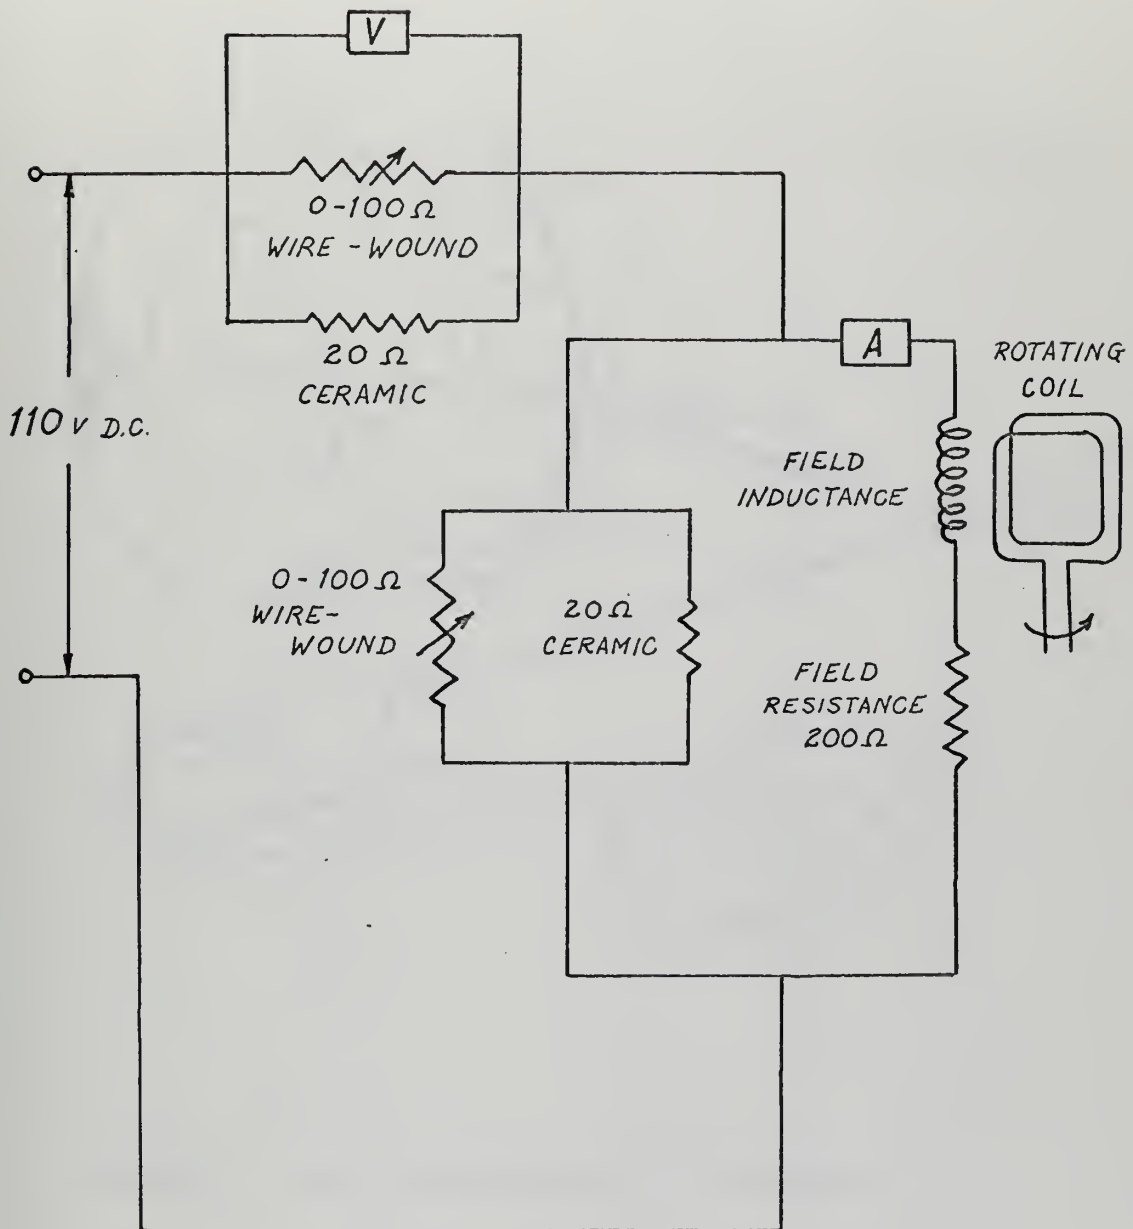 V
0-100Ω
WIRE-WOUND
20 Ω
CERAMIC
110 V D.C.
A
ROTATING
COIL
FIELD
INDUCTANCE
0-100Ω
WIRE-
WOUND
20Ω
CERAMIC
FIELD
RESISTANCE
200Ω